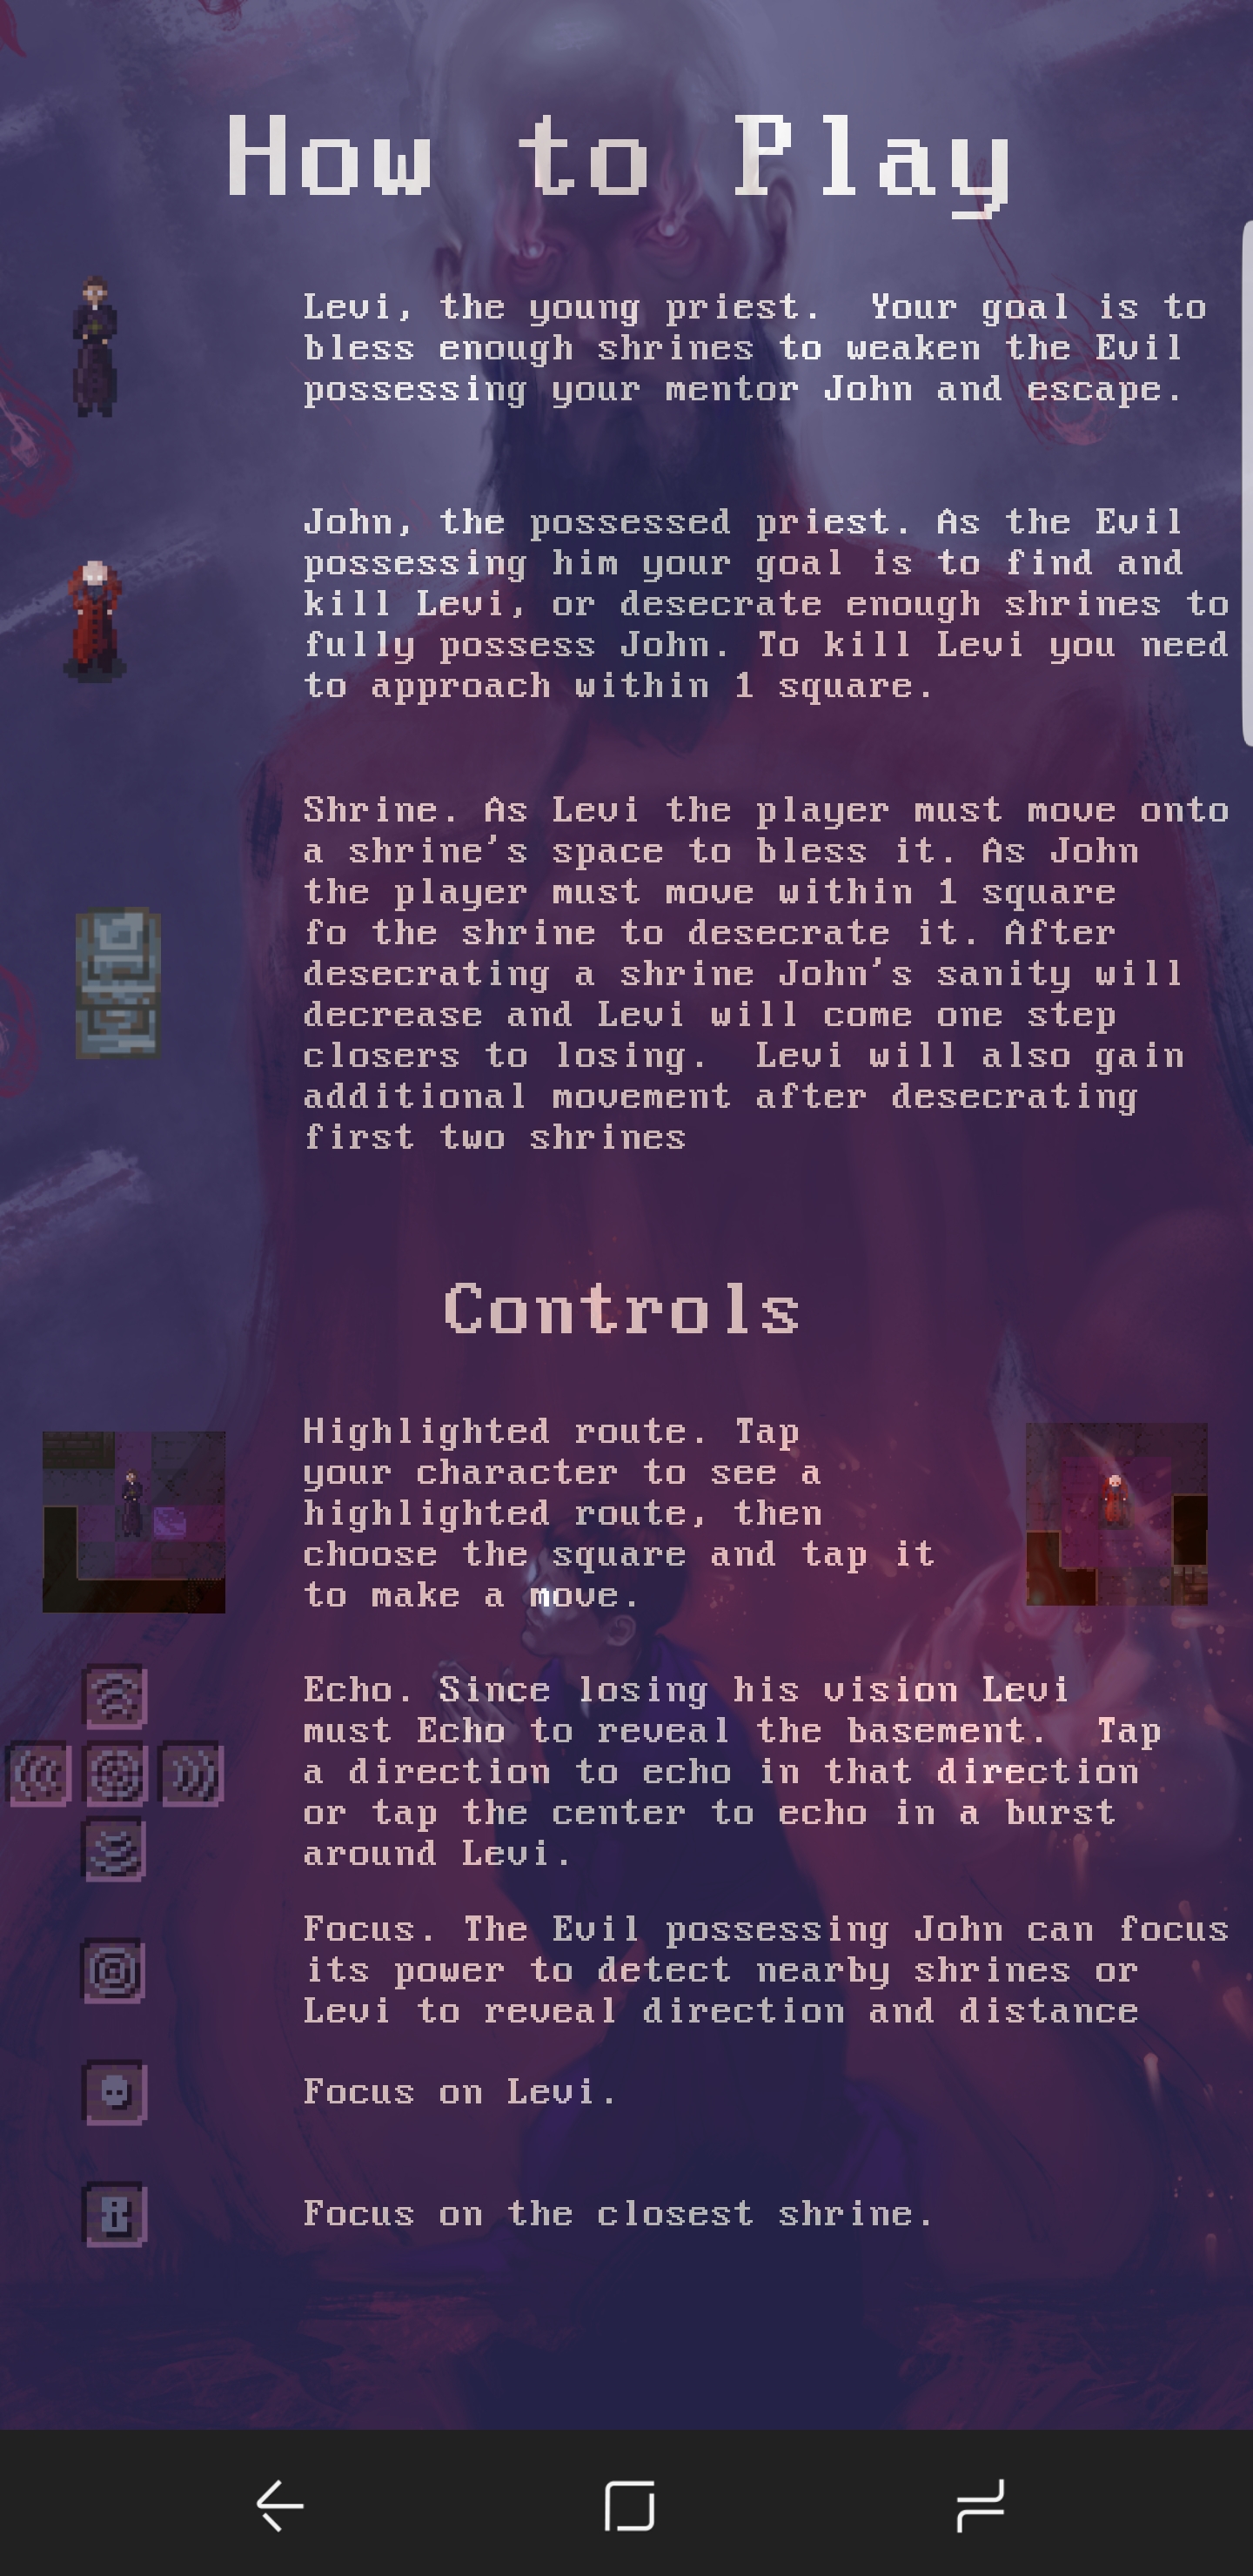 How to Play
Levi, the young priest.  Your goal is to
bless enough shrines to weaken the Evil
possessing your mentor John and escape.
John, the possessed priest. As the Evil
possessing him your goal is to find and
kill Levi, or desecrate enough shrines to
fully possess John. To kill Levi you need
to approach within 1 square.
Shrine. As Levi the player must move onto
a shrine's space to bless it. As John
the player must move within 1 square
fo the shrine to desecrate it. After
desecrating a shrine John's sanity will
decrease and Levi will come one step
closers to losing.  Levi will also gain
additional movement after desecrating
first two shrines
Controls
Highlighted route. Tap
your character to see a
highlighted route, then
choose the square and tap it
to make a move.
Echo. Since losing his vision Levi
must Echo to reveal the basement.  Tap
a direction to echo in that direction
or tap the center to echo in a burst
around Levi.
Focus. The Evil possessing John can focus
its power to detect nearby shrines or
Levi to reveal direction and distance
Focus on Levi.
Focus on the closest shrine.